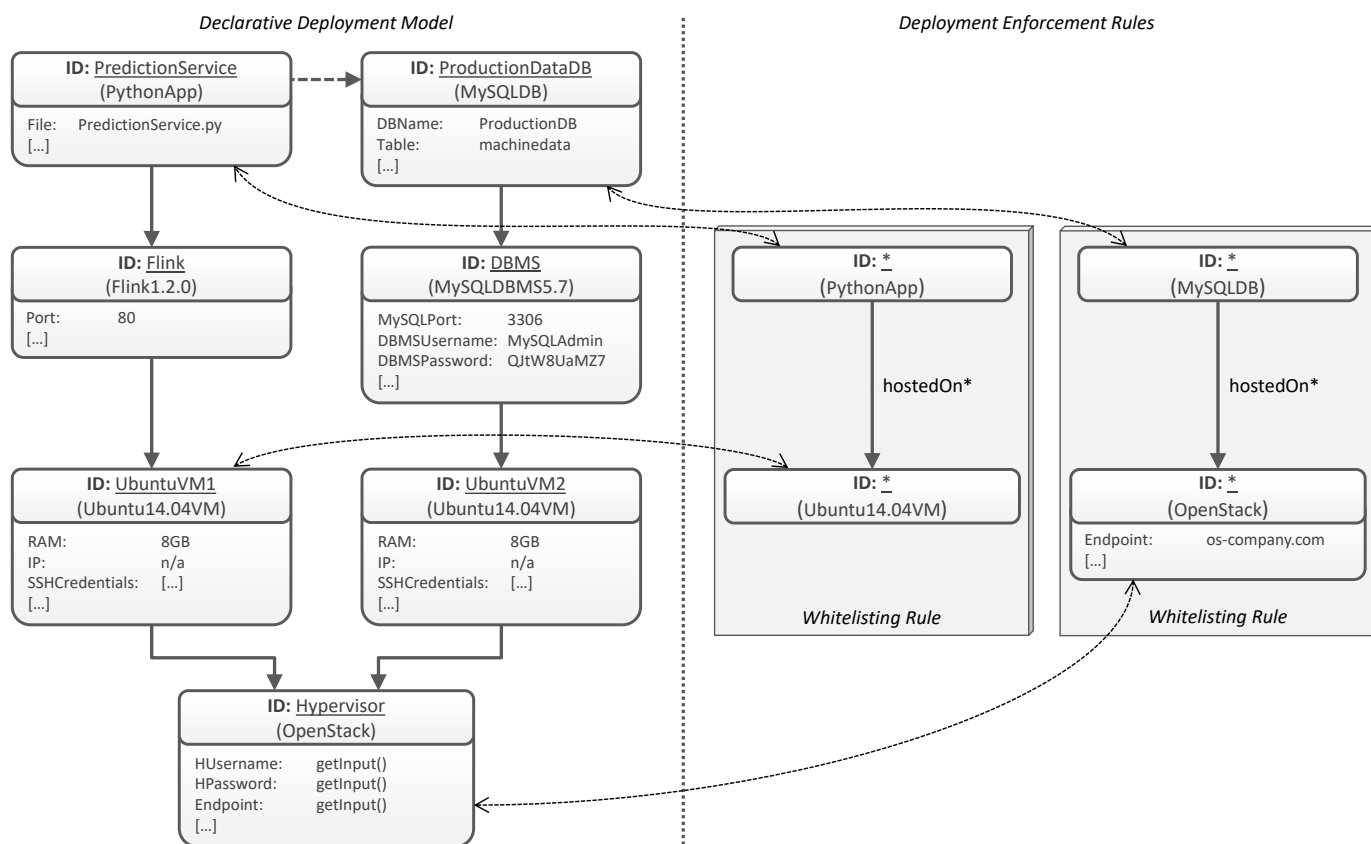 Declarative Deployment Model
Deployment Enforcement Rules
ID: PredictionService
(PythonApp)
File: PredictionService.py
[...]
ID: ProductionDataDB
(MySQLDB)
DBName: ProductionDB
Table: machinedata
[...]
ID: Flink
(Flink1.2.0)
Port: 80
[...]
ID: DBMS
(MySQLDBMS5.7)
MySQLPort: 3306
DBMSUsername: MySQLAdmin
DBMSPassword: QJtW8UaMZ7
[...]
ID: UbuntuVM1
(Ubuntu14.04VM)
RAM: 8GB
IP: n/a
SSHCredentials: [...]
[...]
ID: UbuntuVM2
(Ubuntu14.04VM)
RAM: 8GB
IP: n/a
SSHCredentials: [...]
[...]
ID: Hypervisor
(OpenStack)
HUsername: getInput()
HPassword: getInput()
Endpoint: getInput()
[...]
ID: *
(PythonApp)
hostedOn*
ID: *
(Ubuntu14.04VM)
Whitelisting Rule
ID: *
(MySQLDB)
hostedOn*
ID: *
(OpenStack)
Endpoint: os-company.com
[...]
Whitelisting Rule